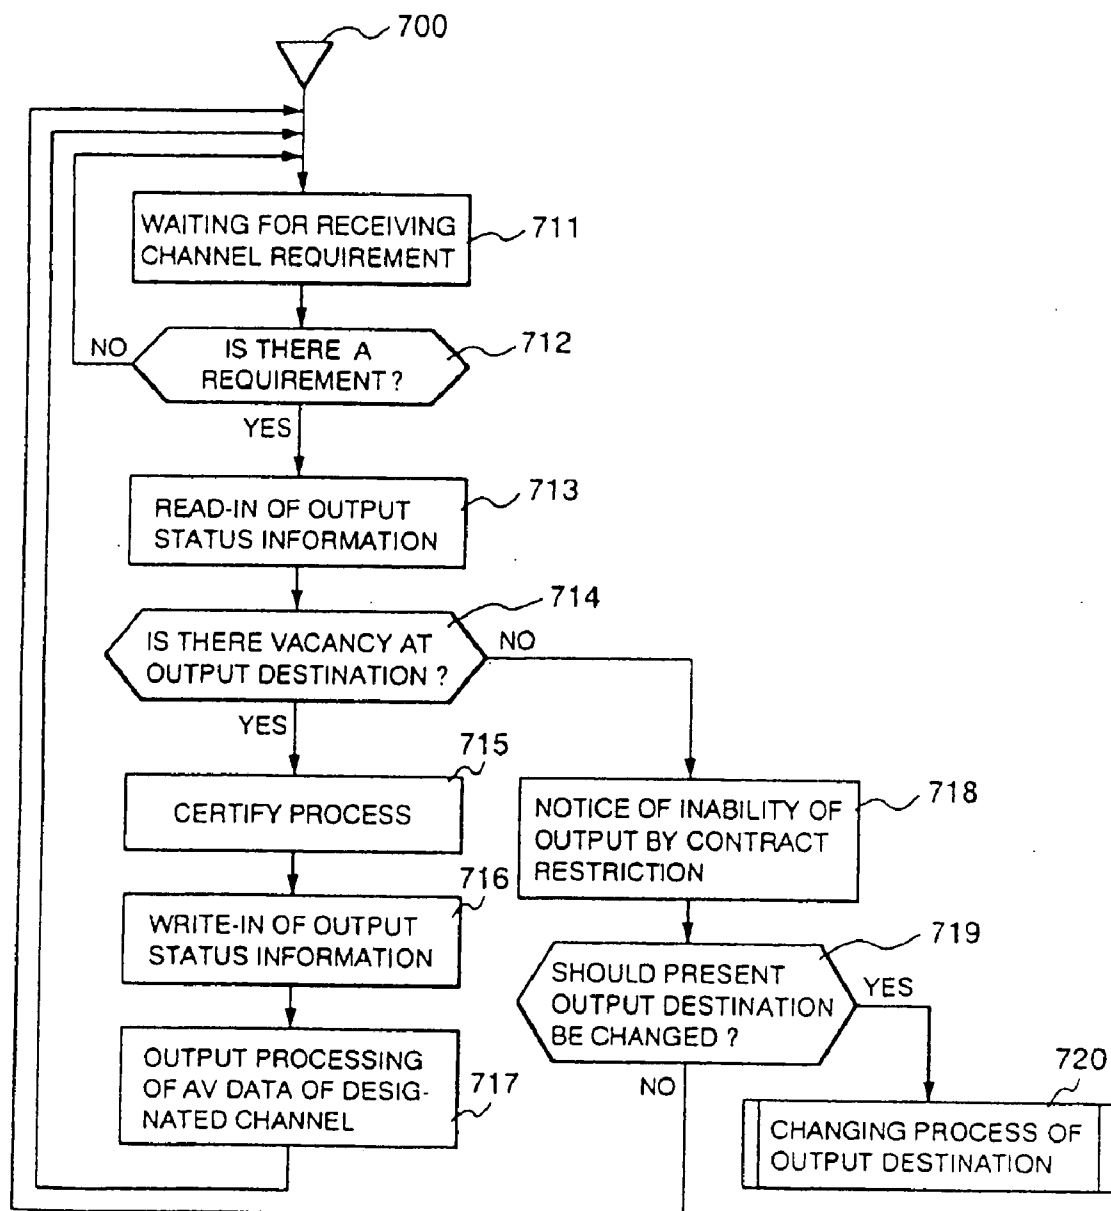 700
WAITING FOR RECEIVING
CHANNEL REQUIREMENT
711
NO
IS THERE A
REQUIREMENT ?
712
YES
READ-IN OF OUTPUT
STATUS INFORMATION
713
IS THERE VACANCY AT
OUTPUT DESTINATION ?
714
NO
YES
CERTIFY PROCESS
715
WRITE-IN OF OUTPUT
STATUS INFORMATION
716
OUTPUT PROCESSING
OF AV DATA OF DESIG-
NATED CHANNEL
717
NOTICE OF INABILITY OF
OUTPUT BY CONTRACT
RESTRICTION
718
SHOULD PRESENT
OUTPUT DESTINATION
BE CHANGED ?
719
YES
NO
CHANGING PROCESS OF
OUTPUT DESTINATION
720